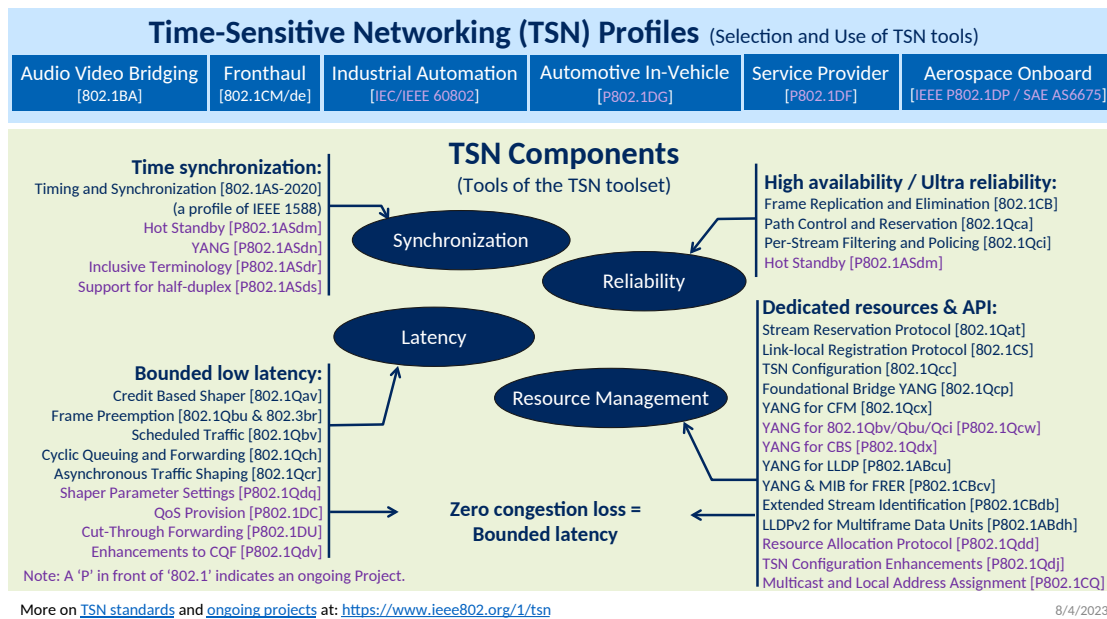 Time-Sensitive Networking (TSN) Profiles (Selection and Use of TSN tools)
Audio Video Bridging
[802.1BA]
Fronthaul
[802.1CM/de]
Industrial Automation
[IEC/IEEE 60802]
Automotive In-Vehicle
[P802.1DG]
Service Provider
[P802.1DF]
Aerospace Onboard
[IEEE P802.1DP / SAE AS6675]
TSN Components
(Tools of the TSN toolset)
Time synchronization:
Timing and Synchronization [802.1AS-2020]
(a profile of IEEE 1588)
Hot Standby [P802.1ASdm]
YANG [P802.1ASdn]
Inclusive Terminology [P802.1ASdr]
Support for half-duplex [P802.1ASds]
Synchronization
Reliability
Latency
Resource Management
High availability / Ultra reliability:
Frame Replication and Elimination [802.1CB]
Path Control and Reservation [802.1Qca]
Per-Stream Filtering and Policing [802.1Qci]
Hot Standby [P802.1ASdm]
Bounded low latency:
Credit Based Shaper [802.1Qav]
Frame Preemption [802.1Qbu & 802.3br]
Scheduled Traffic [802.1Qbv]
Cyclic Queuing and Forwarding [802.1Qch]
Asynchronous Traffic Shaping [802.1Qcr]
Shaper Parameter Settings [P802.1Qdq]
QoS Provision [P802.1DC]
Cut-Through Forwarding [P802.1DU]
Enhancements to CQF [P802.1Qdv]
Zero congestion loss =
Bounded latency
Dedicated resources & API:
Stream Reservation Protocol [802.1Qat]
Link-local Registration Protocol [802.1CS]
TSN Configuration [802.1Qcc]
Foundational Bridge YANG [802.1Qcp]
YANG for CFM [802.1Qcx]
YANG for 802.1Qbv/Qbu/Qci [P802.1Qcw]
YANG for CBS [P802.1Qdx]
YANG for LLDP [P802.1ABcu]
YANG & MIB for FRER [P802.1CBcv]
Extended Stream Identification [P802.1CBdb]
LLDPv2 for Multiframe Data Units [P802.1ABdh]
Resource Allocation Protocol [P802.1Qdd]
TSN Configuration Enhancements [P802.1Qdj]
Multicast and Local Address Assignment [P802.1CQ]
Note: A ‘P’ in front of ‘802.1’ indicates an ongoing Project.
More on TSN standards and ongoing projects at: https://www.ieee802.org/1/tsn
8/4/2023